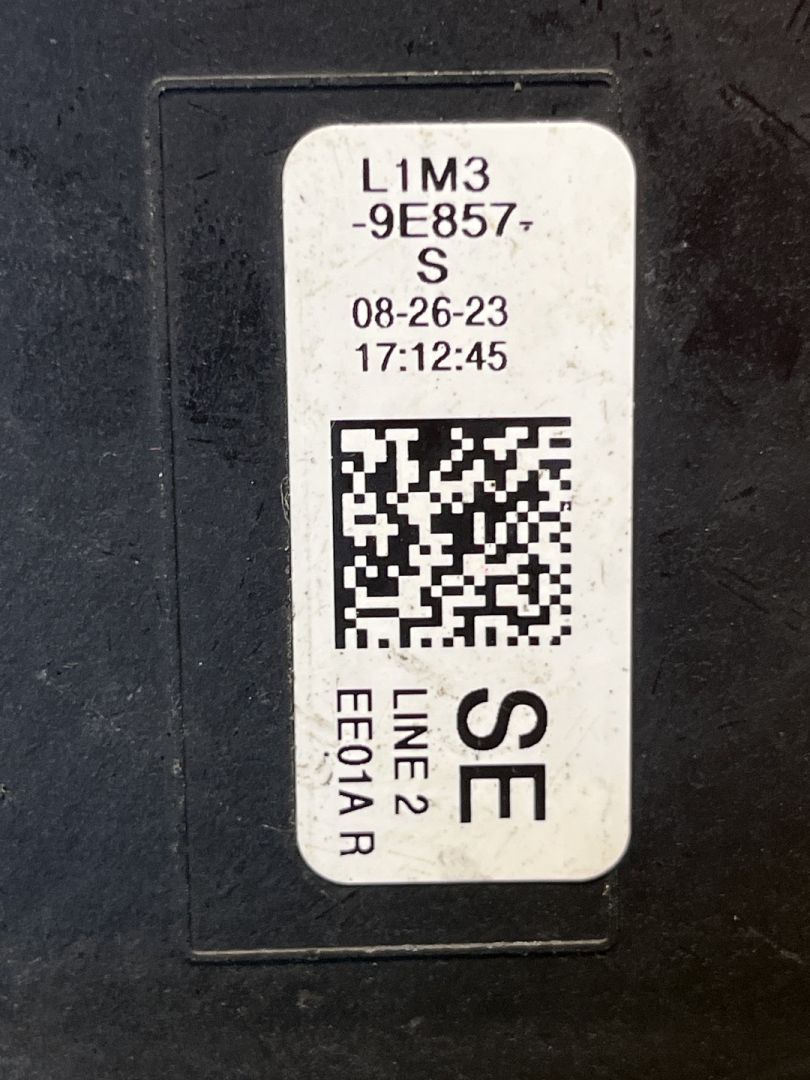 L1M3
-9E857-
S
08-26-23
17:12:45
SE
LINE 2
EE01A R